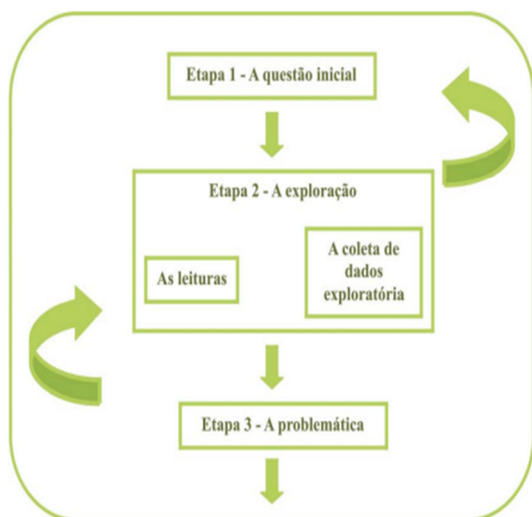 Etapa 1 - A questão inicial
Etapa 2 - A exploração
As leituras
A coleta de
dados
exploratória
Etapa 3 - A problemática